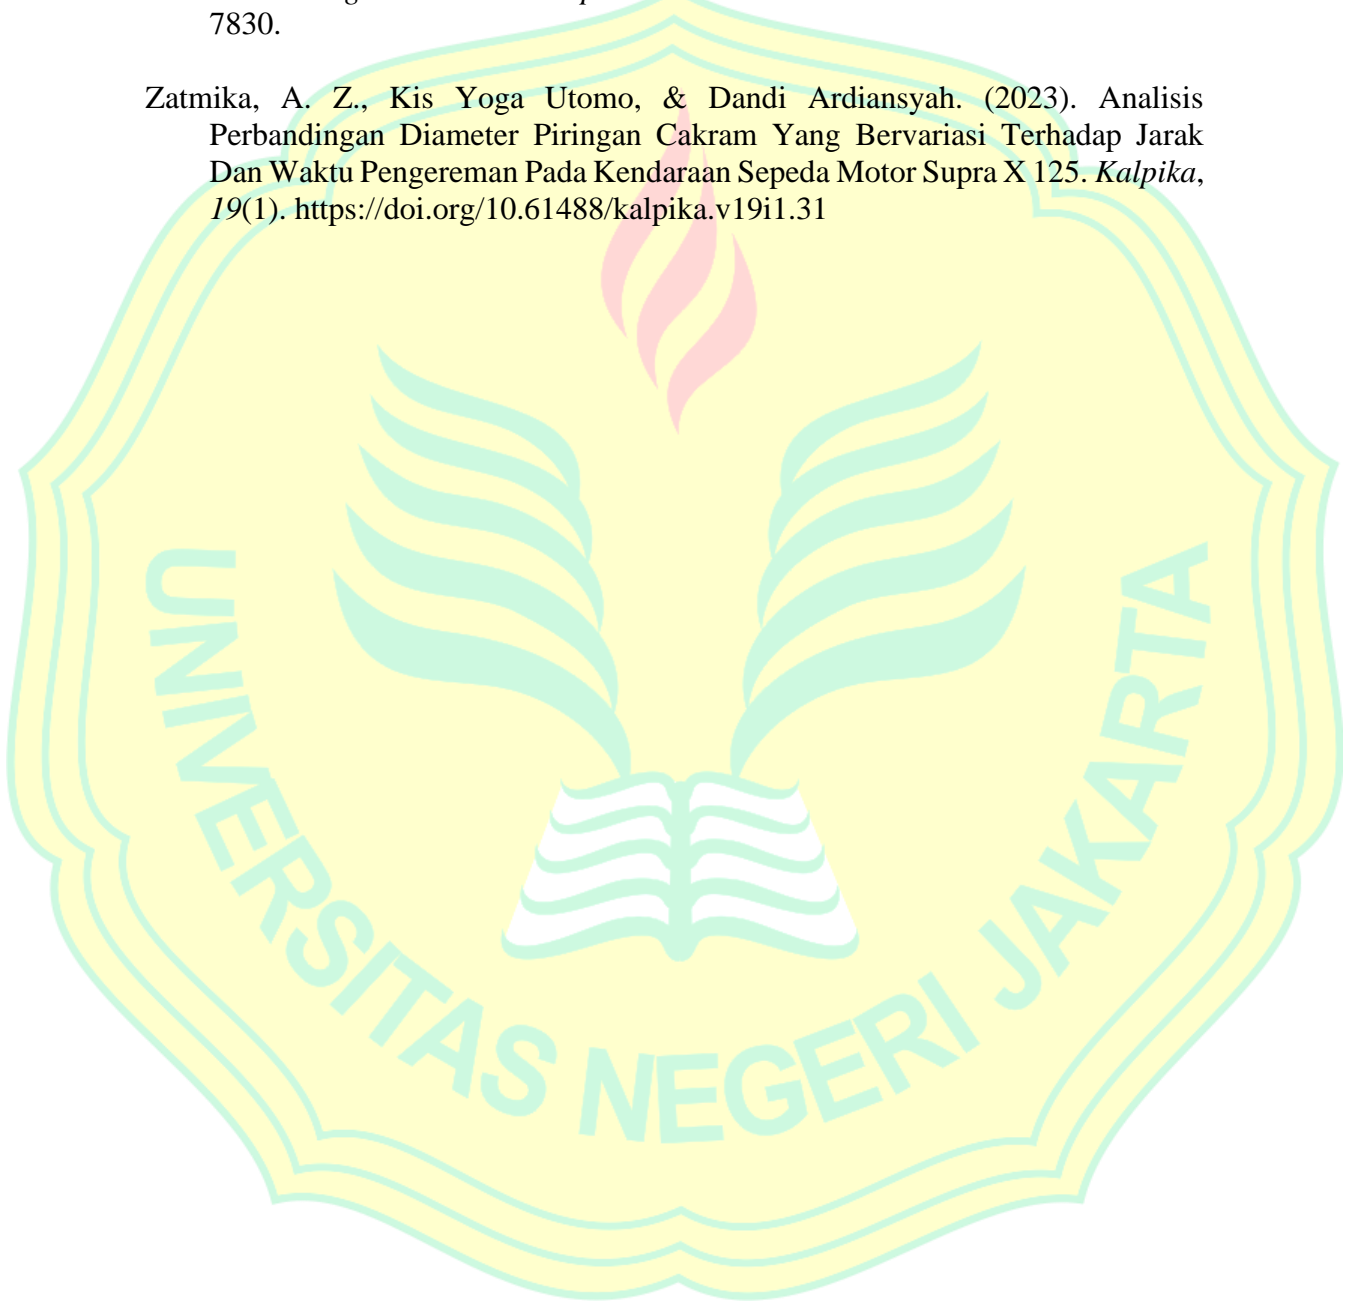 7830.
Zatmika, A. Z., Kis Yoga Utomo, & Dandi Ardiansyah. (2023). Analisis
Perbandingan Diameter Piringan Cakram Yang Bervariasi Terhadap Jarak
Dan Waktu Pengereman Pada Kendaraan Sepeda Motor Supra X 125. Kalpika,
19(1). https://doi.org/10.61488/kalpika.v19i1.31
UNIVERSITAS NEGERI JAKARTA